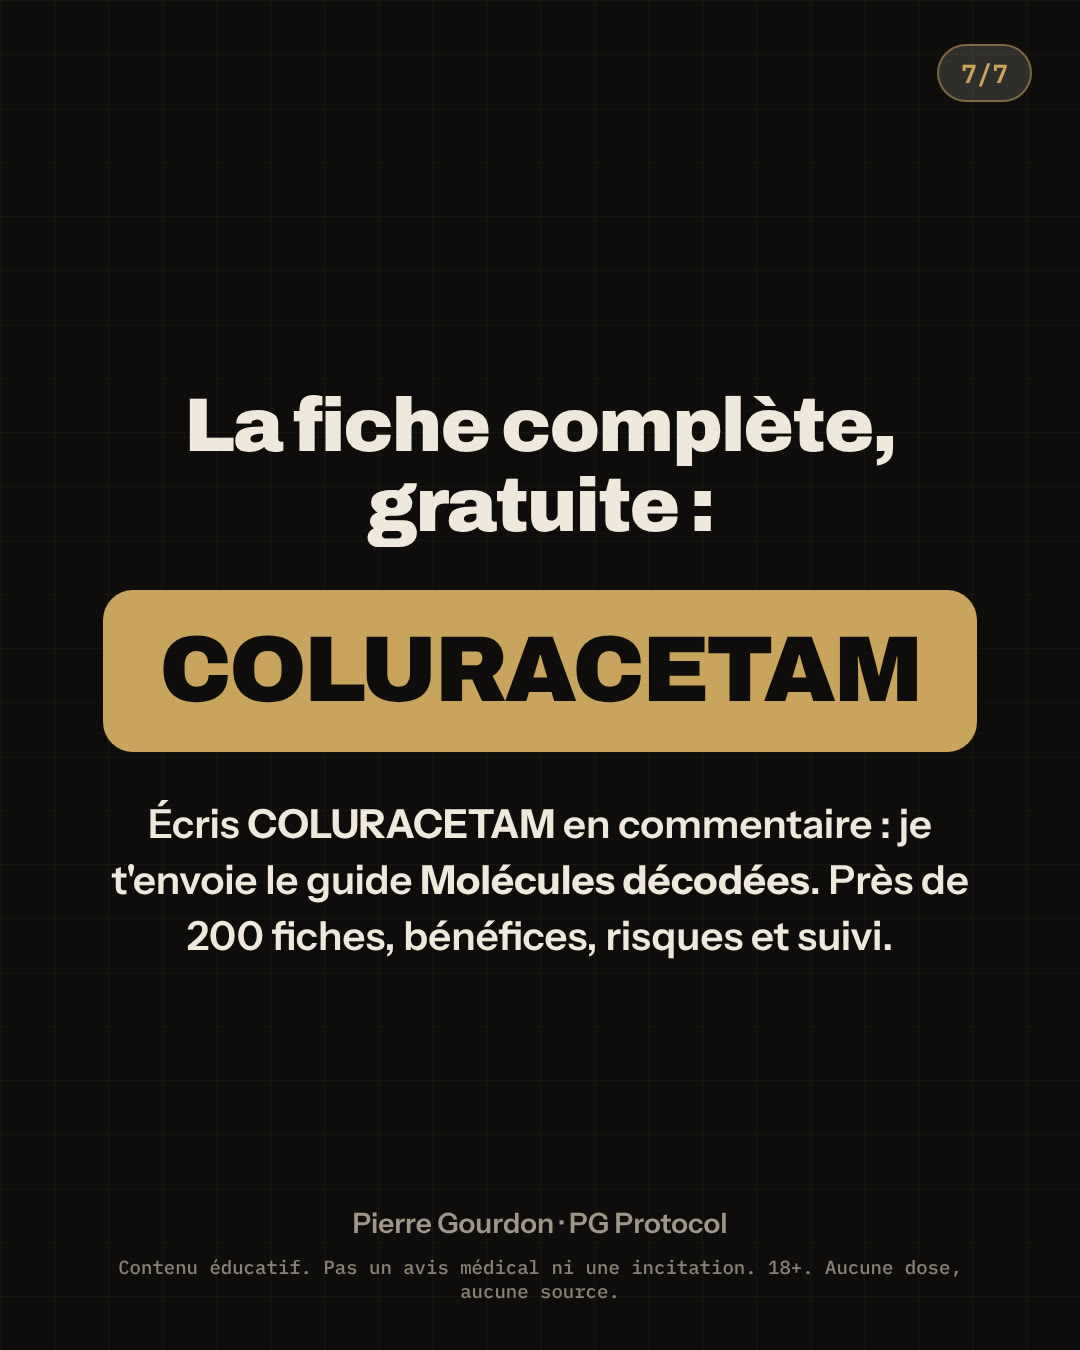 7/7
La fiche complète,
gratuite :
COLURACETAM
Écris COLURACETAM en commentaire : je
t'envoie le guide Molécules décodées. Près de
200 fiches, bénéfices, risques et suivi.
Pierre Gourdon · PG Protocol
Contenu éducatif. Pas un avis médical ni une incitation. 18+. Aucune dose,
aucune source.